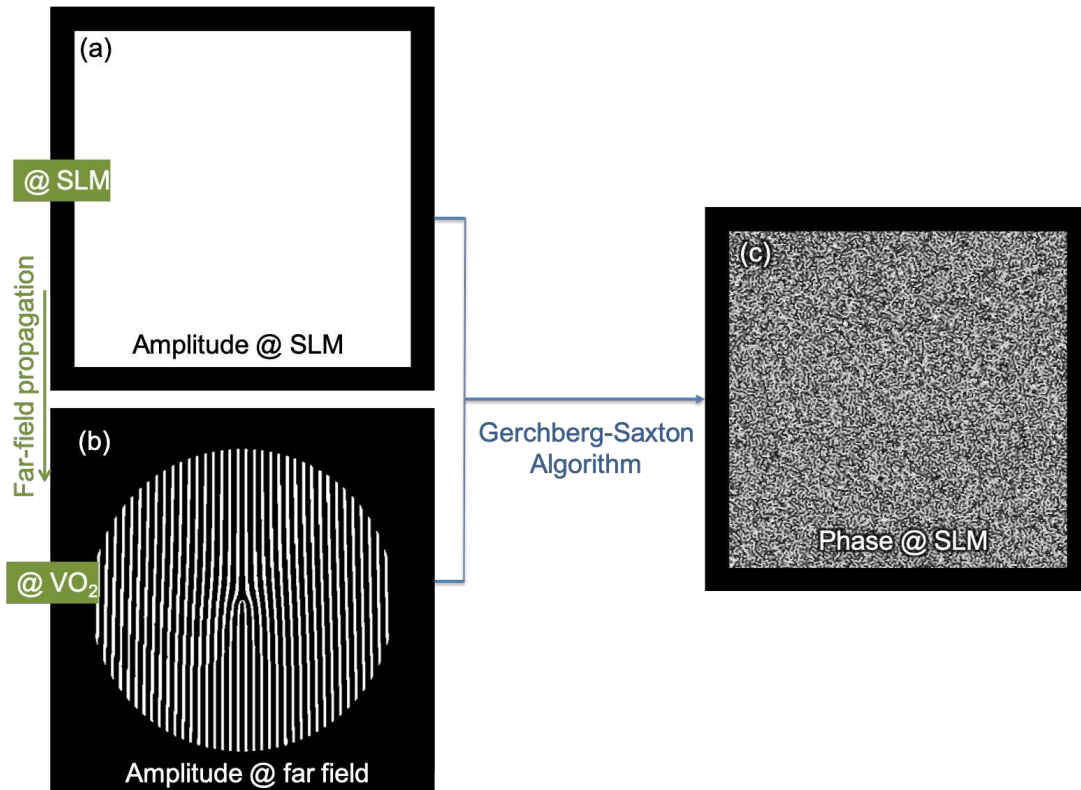 (a)
@ SLM
Amplitude @ SLM
Far-field propagation
(b)
@ VO₂
Amplitude @ far field
Gerchberg-Saxton
Algorithm
(c)
Phase @ SLM